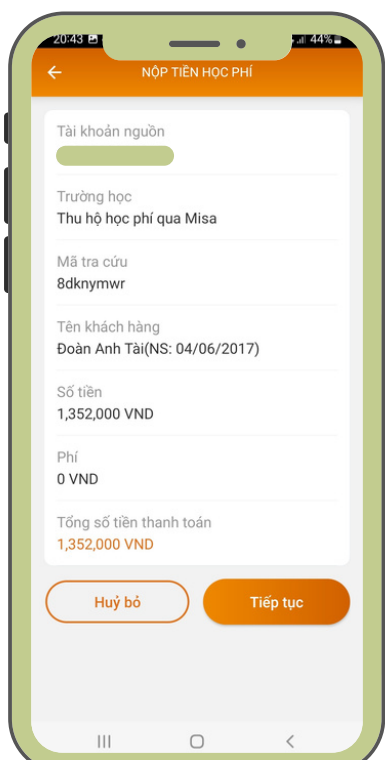 20:43
44%
NỘP TIỀN HỌC PHÍ
Tài khoản nguồn
Trường học
Thu hộ học phí qua Misa
Mã tra cứu
8dknymwr
Tên khách hàng
Đoàn Anh Tài(NS: 04/06/2017)
Số tiền
1,352,000 VND
Phí
0 VND
Tổng số tiền thanh toán
1,352,000 VND
Huỷ bỏ
Tiếp tục